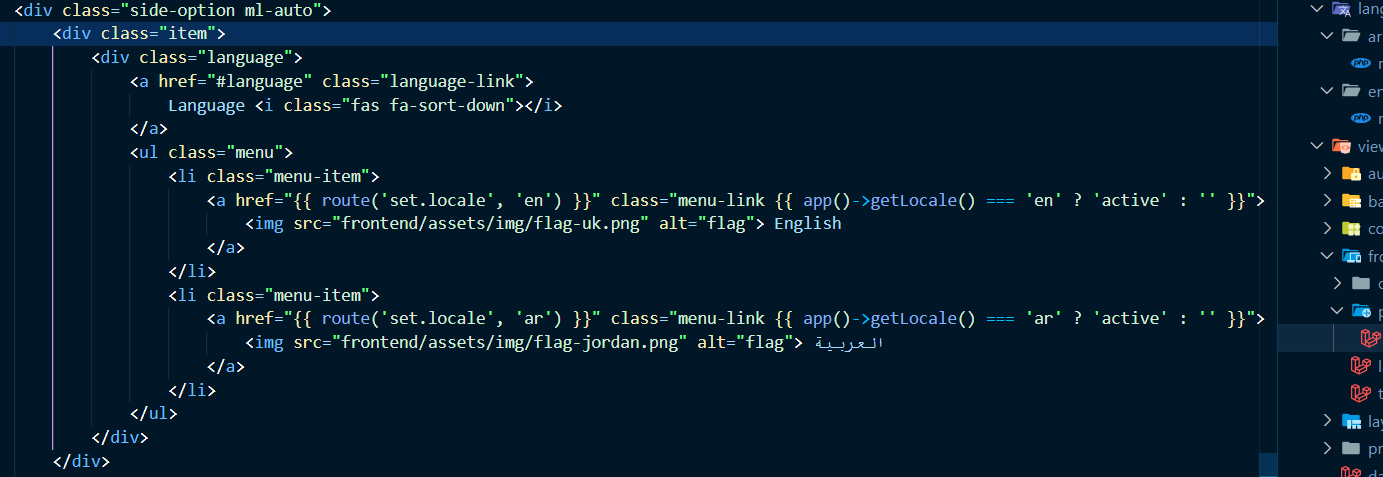 <div class="side-option ml-auto">
<div class="item">
<div class="language">
<a href="#language" class="language-link">
Language <i class="fas fa-sort-down"></i>
</a>
<ul class="menu">
<li class="menu-item">
<a href="{{ route('set.locale', 'en') }}" class="menu-link {{ app()->getLocale() === 'en' ? 'active' : '' }}">
<img src="frontend/assets/img/flag-uk.png" alt="flag"> English
</a>
</li>
<li class="menu-item">
<a href="{{ route('set.locale', 'ar') }}" class="menu-link {{ app()->getLocale() === 'ar' ? 'active' : '' }}">
<img src="frontend/assets/img/flag-jordan.png" alt="flag"> العربية
</a>
</li>
</ul>
</div>
</div>
lang
ar
php
en
php
view
au
ba
co
fro
lay
pr